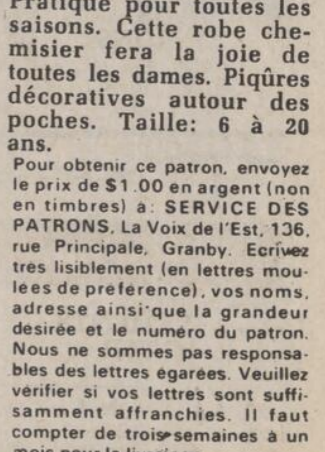 Pratique pour toutes les
saisons. Cette robe che-
misier fera la joie de
toutes les dames. Piqûres
décoratives autour des
poches. Taille: 6 à 20
ans.
Pour obtenir ce patron, envoyez
le prix de $1.00 en argent (non
en timbres) à: SERVICE DES
PATRONS, La Voix de l'Est, 136,
rue Principale, Granby. Ecrivez
très lisiblement (en lettres mou-
lées de préférence), vos noms,
adresse ainsi que la grandeur
désirée et le numéro du patron.
Nous ne sommes pas responsa-
bles des lettres égarées. Veuillez
vérifier si vos lettres sont suffi-
samment affranchies. Il faut
compter de trois semaines à un